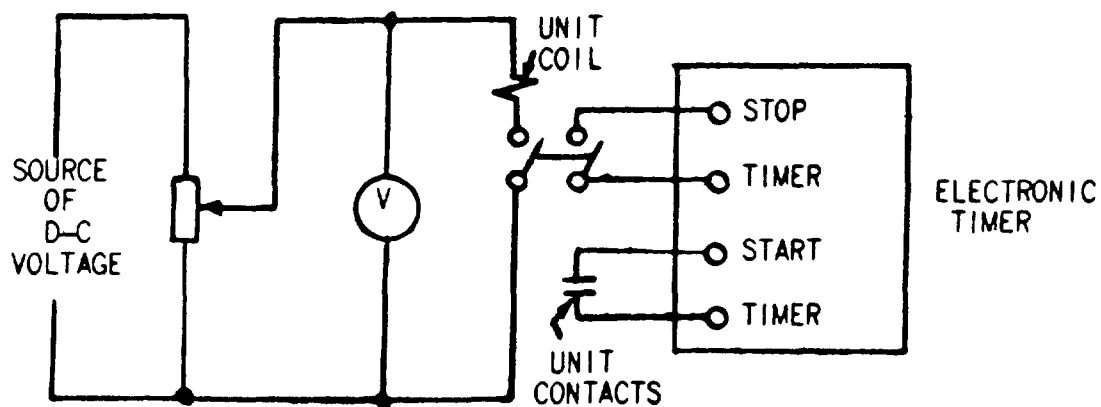 UNIT
COIL
STOP
SOURCE
OF
D-C
VOLTAGE
V
TIMER
ELECTRONIC
TIMER
START
TIMER
UNIT
CONTACTS